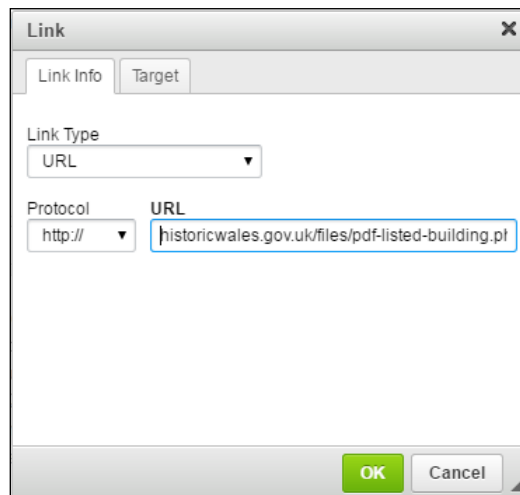 Link
Link Info Target
Link Type
URL
Protocol URL
http:// historicwales.gov.uk/files/pdf-listed-building.ph
OK Cancel